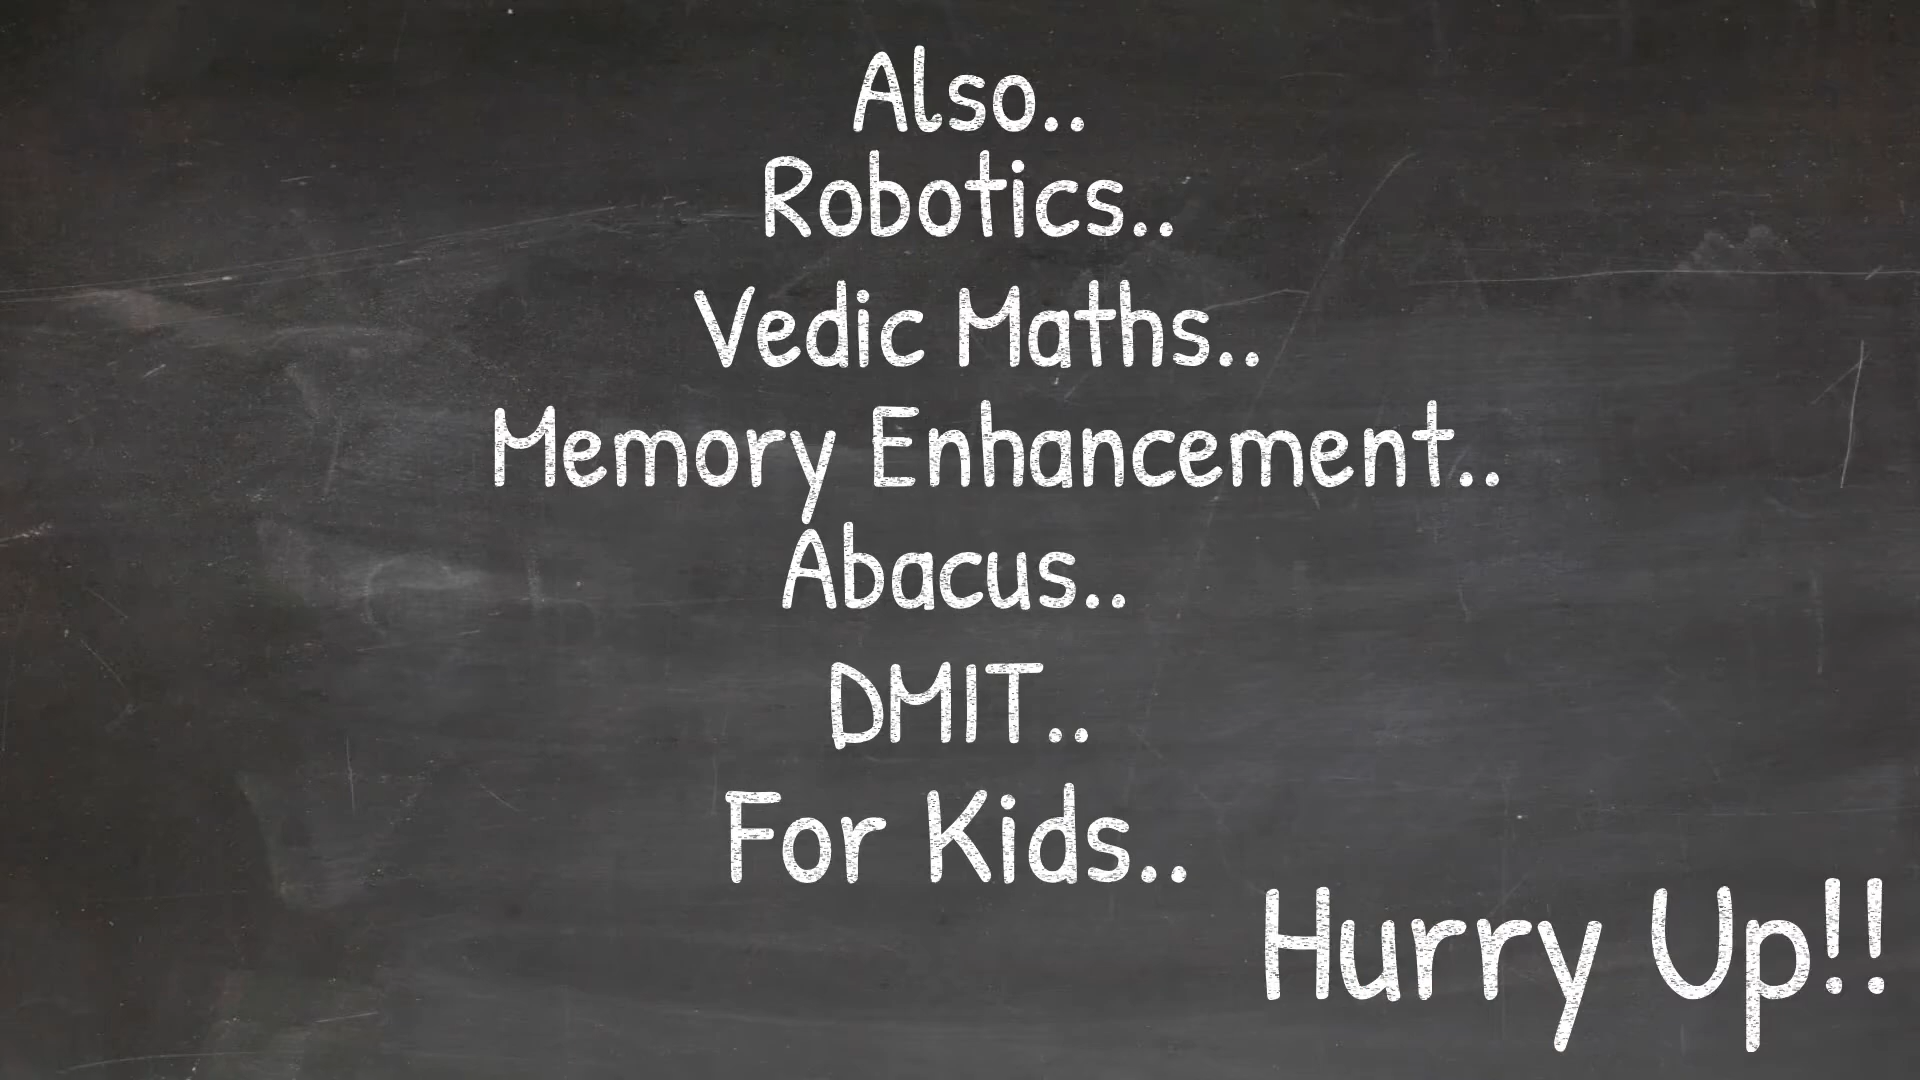 Also..
Robotics..
Vedic Maths..
Memory Enhancement..
Abacus..
DMIT..
For Kids..
Hurry Up!!